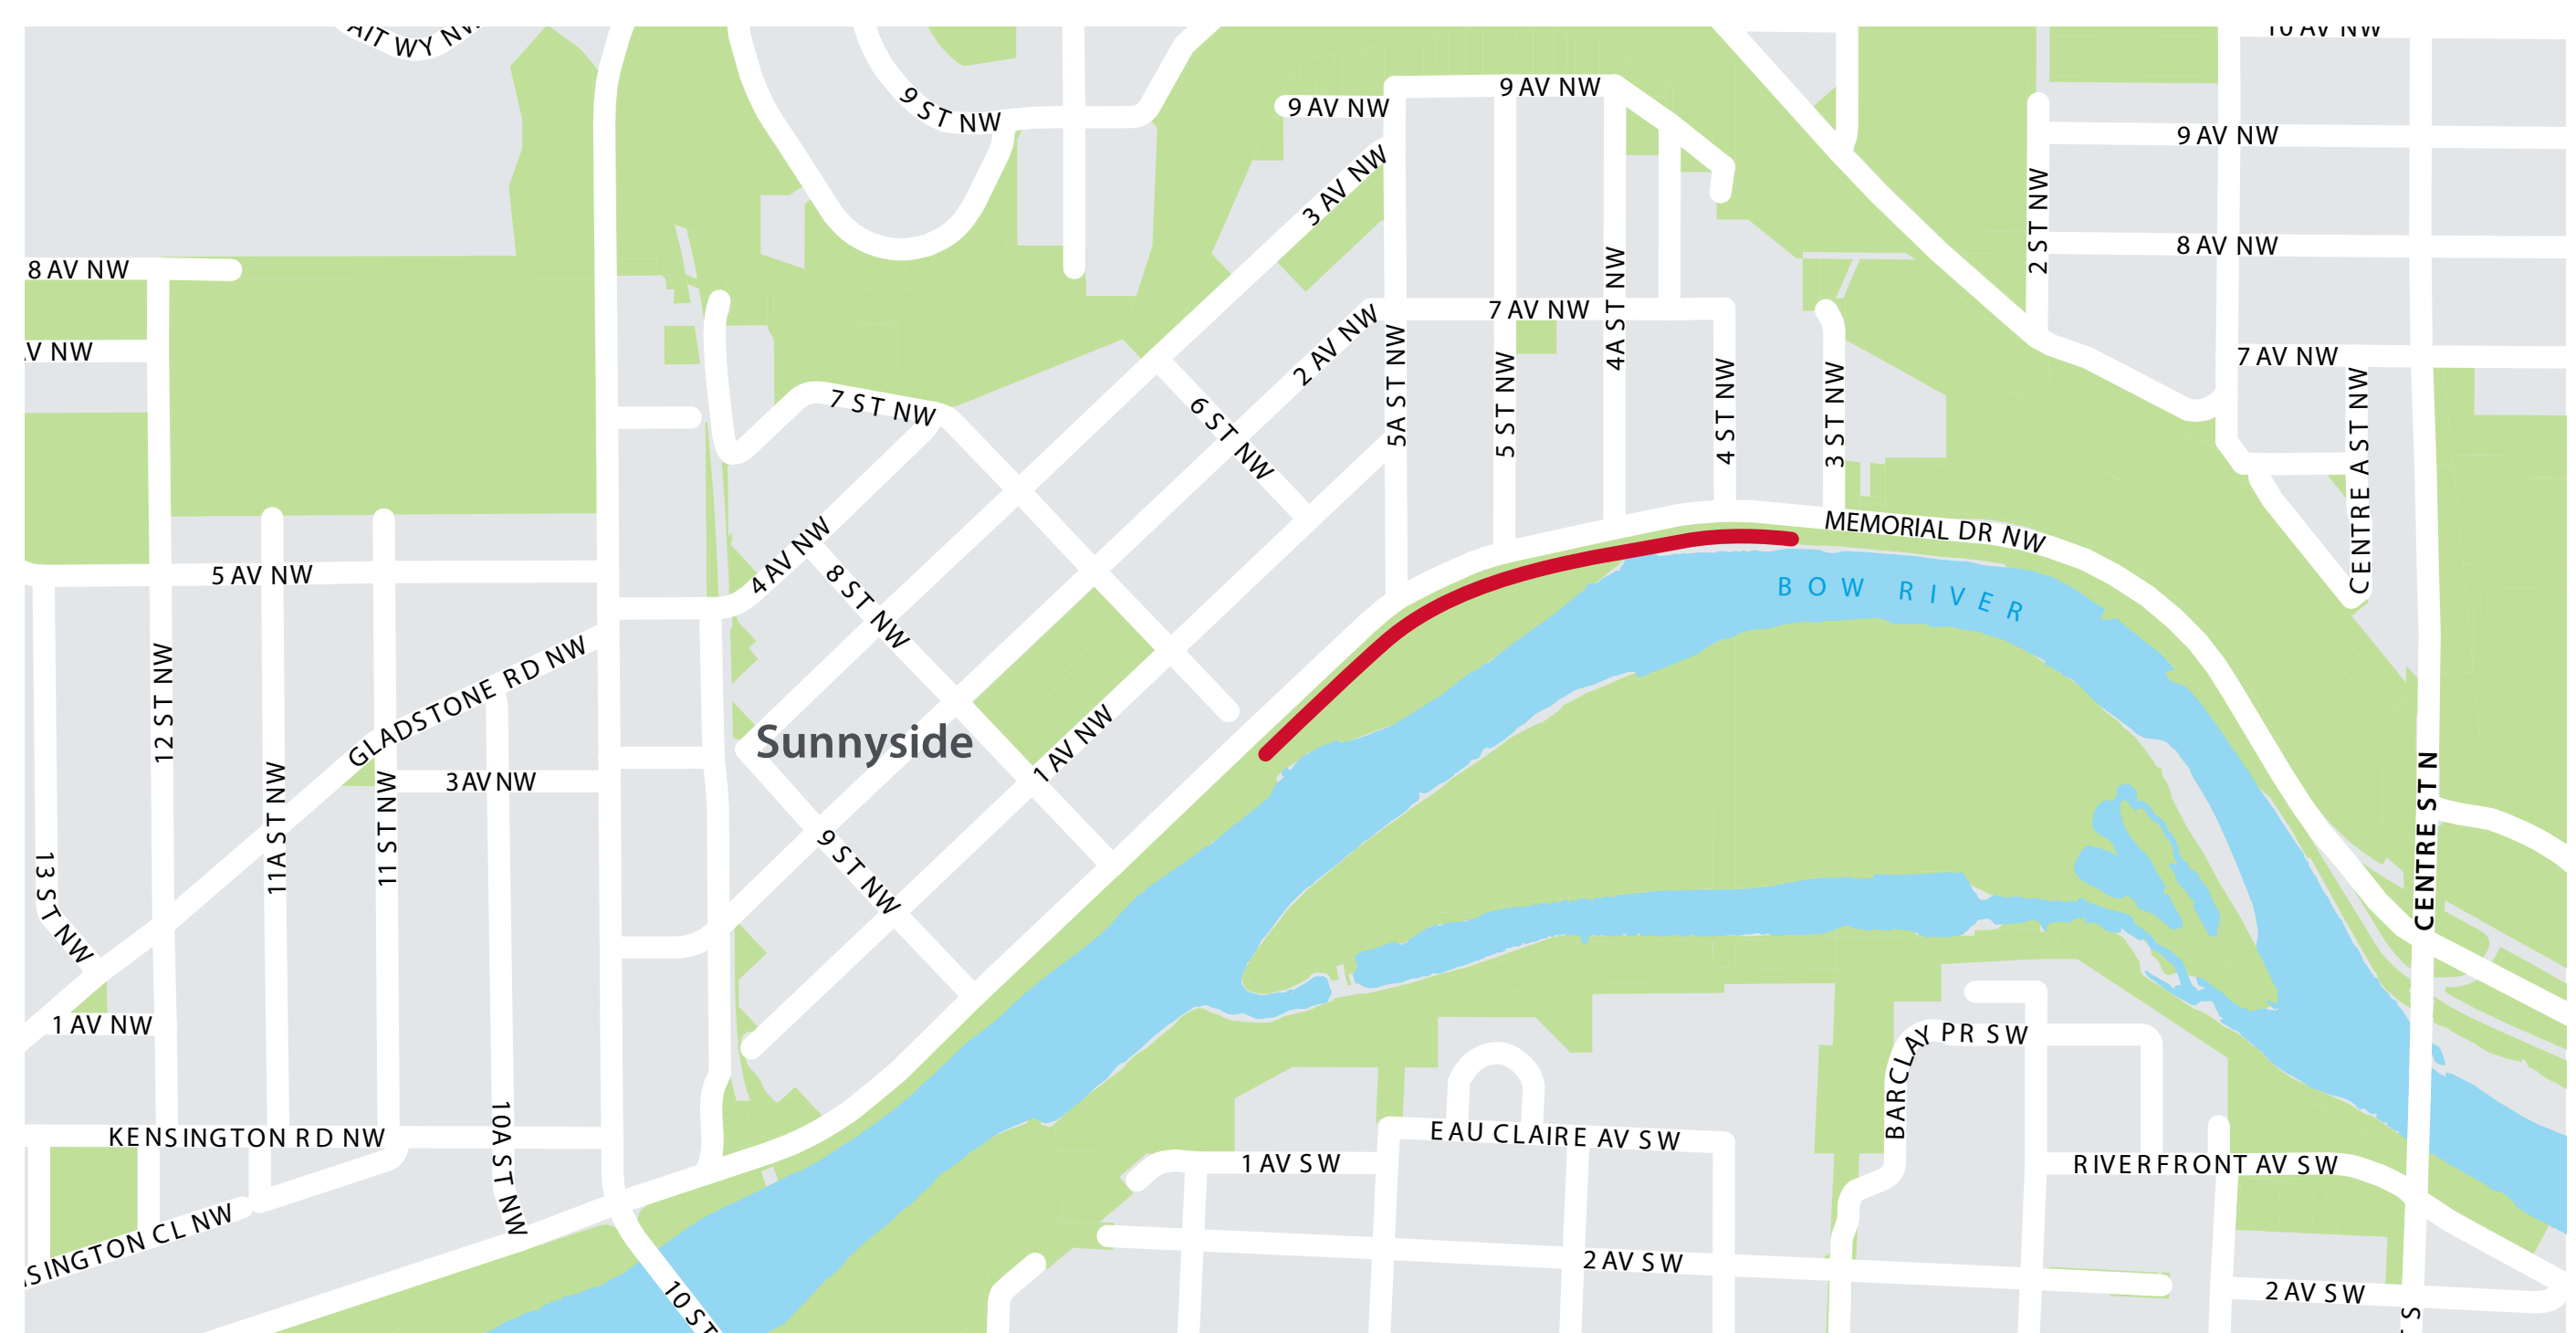 10 AV NW
9 ST NW
9 AV NW
9 AV NW
9 AV NW
3 AV NW
2 ST NW
8 AV NW
8 AV NW
2 AV NW
7 AV NW
4A ST NW
7 AV NW
5A ST NW
5 ST NW
4 ST NW
3 ST NW
CENTRE A ST NW
7 ST NW
6 ST NW
MEMORIAL DR NW
4 AV NW
5 AV NW
8 ST NW
BOW RIVER
12 ST NW
GLADSTONE RD NW
Sunnyside
1 AV NW
3 AV NW
11A ST NW
11 ST NW
CENTRE ST N
13 ST NW
9 ST NW
1 AV NW
BARCLAY PR SW
KENSINGTON RD NW
10A ST NW
EAU CLAIRE AV SW
1 AV SW
RIVERFRONT AV SW
SINGTON CL NW
2 AV SW
2 AV SW
10 ST